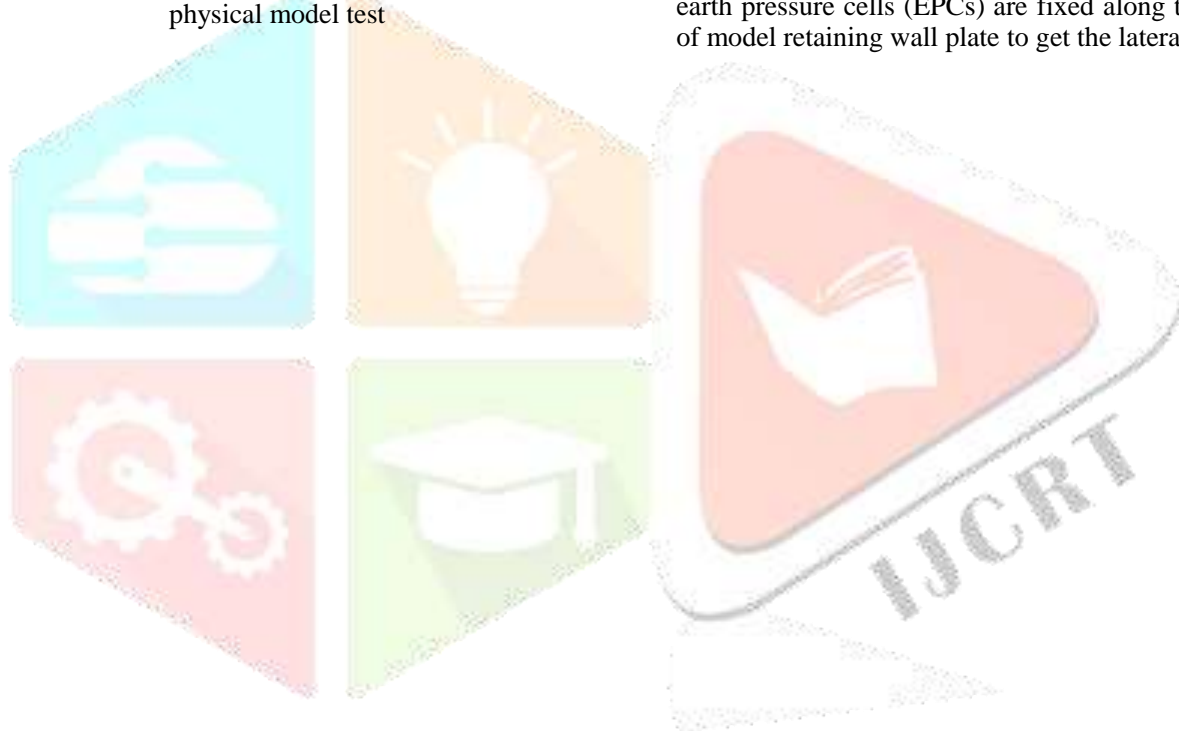 physical model test
earth pressure cells (EPCs) are fixed along
of model retaining wall plate to get the
IJCRT